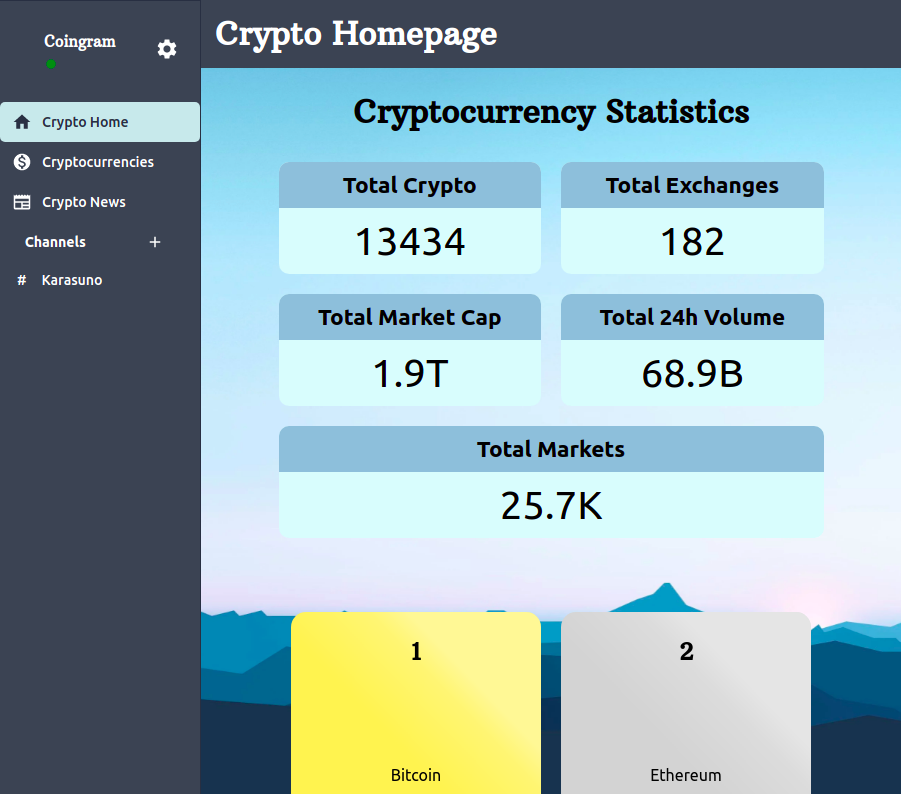 Coingram
Crypto Home
Cryptocurrencies
Crypto News
Channels +
# Karasuno
Crypto Homepage
Cryptocurrency Statistics
Total Crypto
13434
Total Exchanges
182
Total Market Cap
1.9T
Total 24h Volume
68.9B
Total Markets
25.7K
1
Bitcoin
2
Ethereum